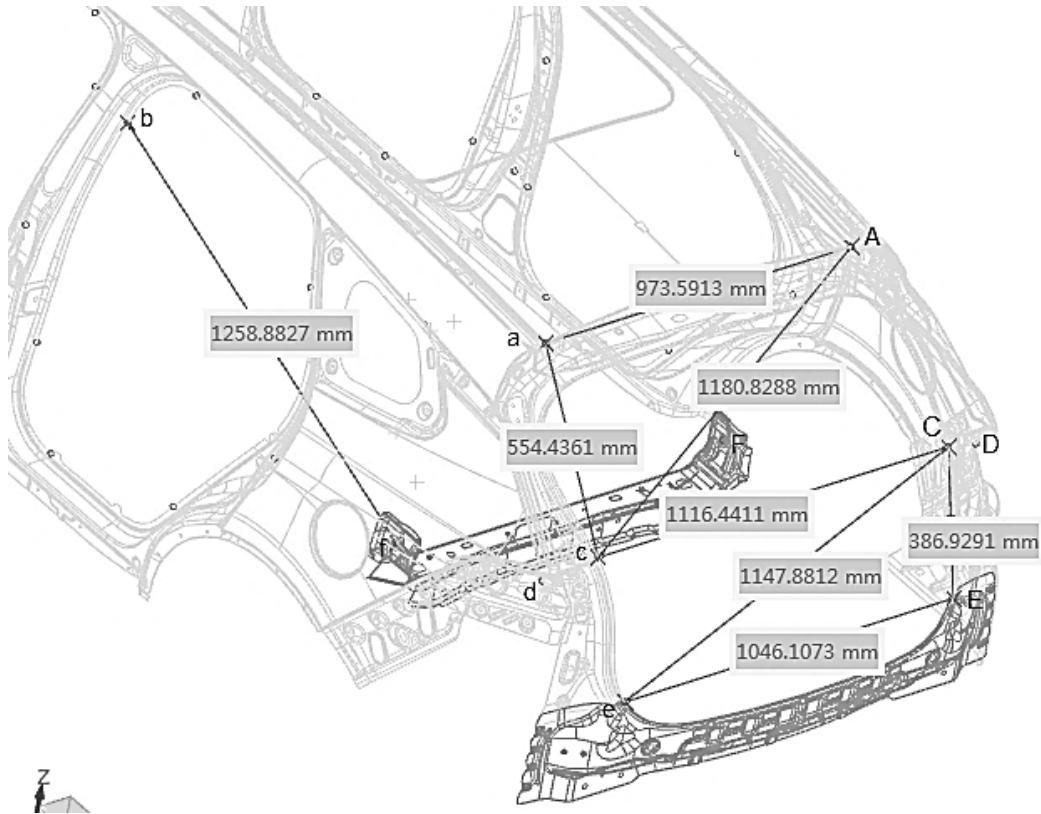 b
A
973.5913 mm
1258.8827 mm
a
1180.8288 mm
C
D
554.4361 mm
F
1116.4411 mm
386.9291 mm
f
c
1147.8812 mm
d
E
1046.1073 mm
e
Z